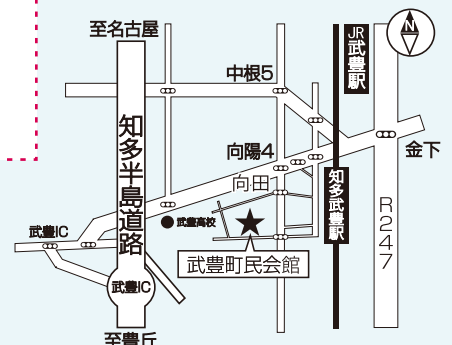 至名古屋
N
JR武豊駅
中根5
知多半島道路
向陽4
金下
向田
知多武豊駅
R247
武豊高校
武豊IC
武豊町民会館
武豊IC
至豊丘